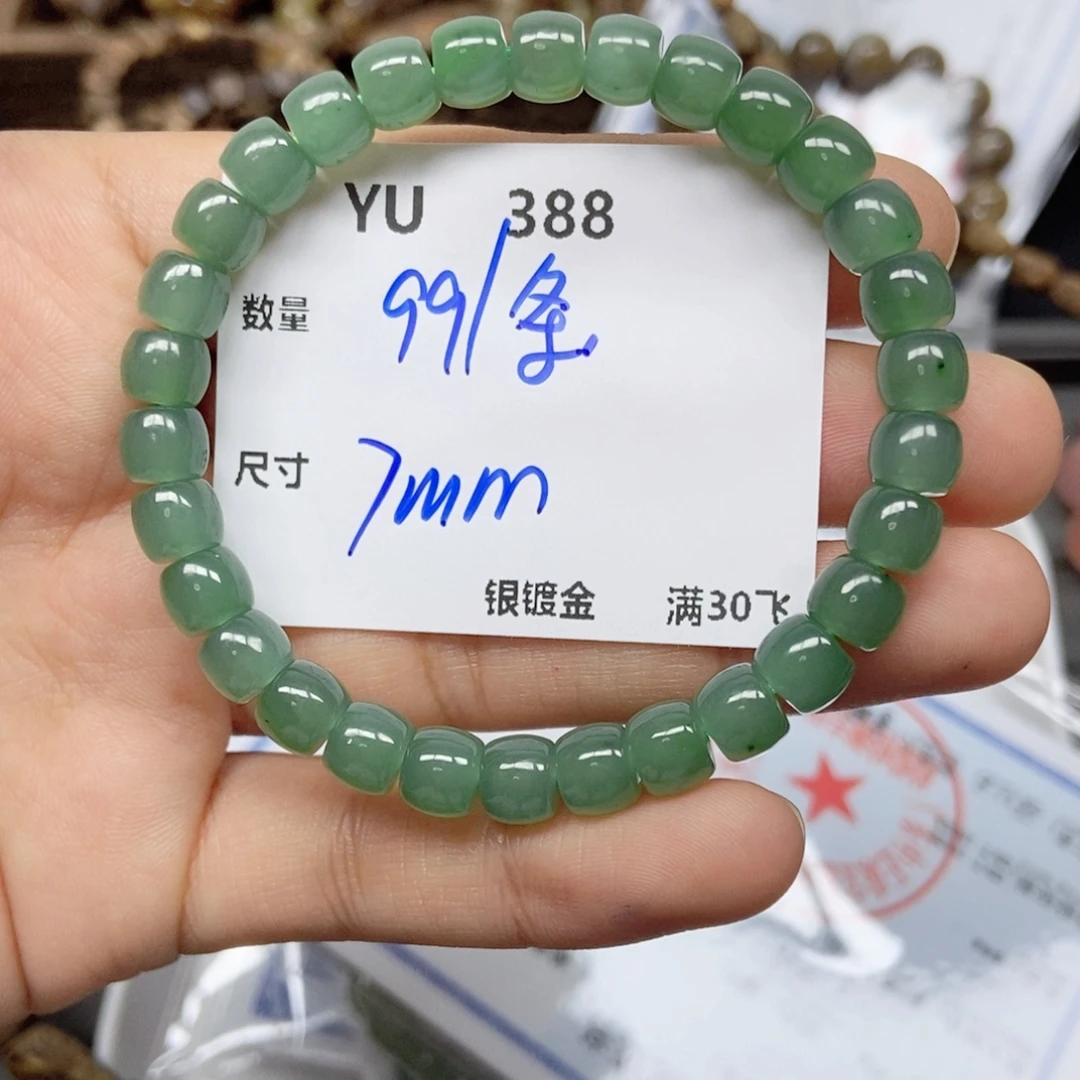 YU 388
数量 99/条
尺寸 7mm
银镀金 满30飞